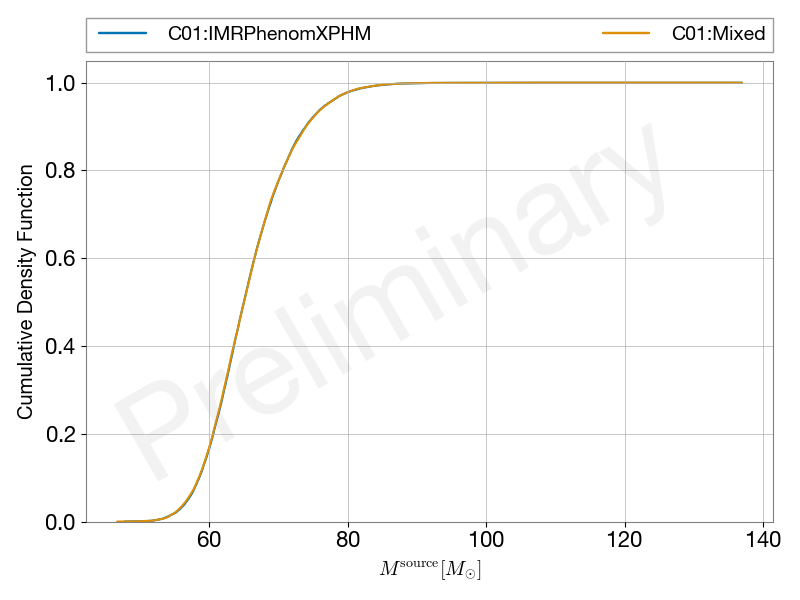 C01:IMRPhenomXPHM C01:Mixed
1.0
0.8
0.6
0.4
0.2
0.0
Cumulative Density Function
Preliminary
60 80 100 120 140
M^source [M_⊙]